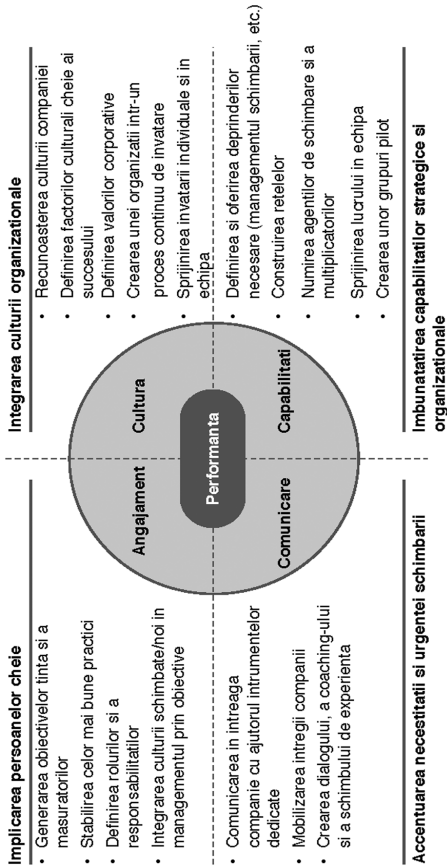 Implicarea persoanelor cheie
• Generarea obiectivelor tinta si a
masuratorilor
• Stabilirea celor mai bune practici
• Definirea rolurilor si a
responsabilitatilor
• Integrarea culturii schimbate/noi in
managementul prin obiective
Integrarea culturii organizationale
• Recunoasterea culturii companiei
• Definirea factorilor culturali cheie ai
succesului
• Definirea valorilor corporative
• Crearea unei organizatii intr-un
proces continuu de invatare
• Sprijinirea invatarii individuale si in
echipa
Angajament
Cultura
Performanta
Comunicare
Capabilitati
• Comunicarea in intreaga
companie cu ajutorul intrumentelor
dedicate
• Mobilizarea intregii companii
• Crearea dialogului, a coaching-ului
si a schimbului de experienta
Accentuarea necesitatii si urgentei schimbarii
• Definirea si oferirea deprinderilor
necesare (managementul schimbarii, etc.)
• Construirea retelelor
• Numirea agentilor de schimbare si a
multiplicatorilor
• Sprijinirea lucrului in echipa
• Crearea unor grupuri pilot
Imbunatatirea capabilitatilor strategice si
organizationale